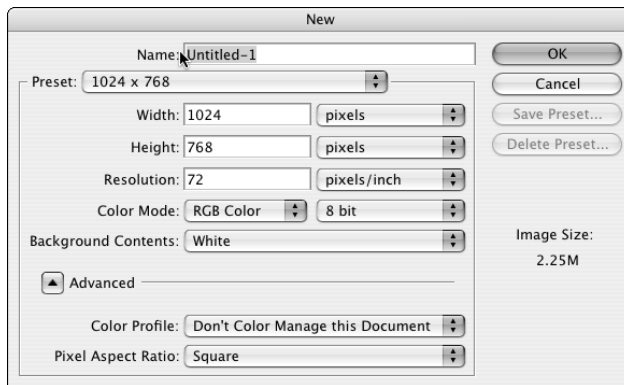 New
Name: Untitled-1
OK
Preset: 1024 x 768
Cancel
Width: 1024 pixels
Save Preset...
Height: 768 pixels
Delete Preset...
Resolution: 72 pixels/inch
Color Mode: RGB Color 8 bit
Background Contents: White
Image Size:
2.25M
Advanced
Color Profile: Don't Color Manage this Document
Pixel Aspect Ratio: Square